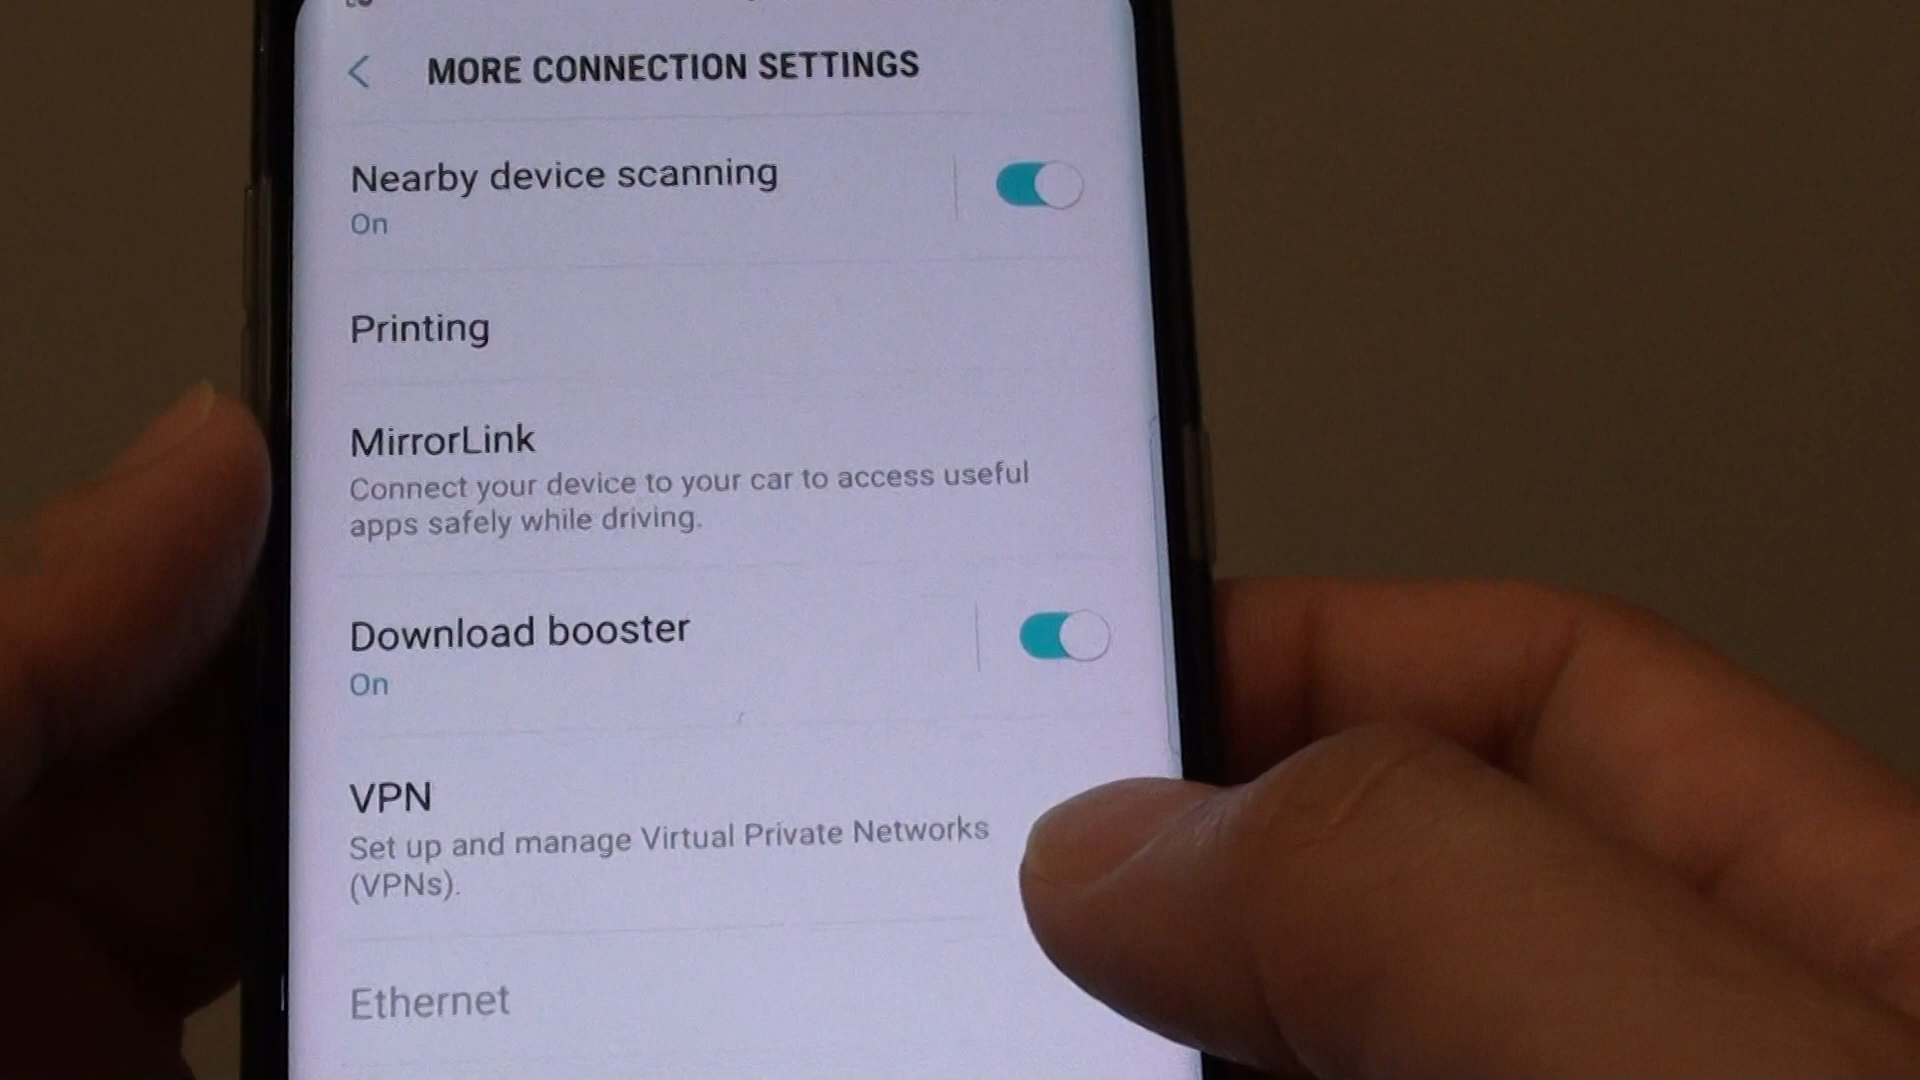 MORE CONNECTION SETTINGS
Nearby device scanning
On
Printing
MirrorLink
Connect your device to your car to access useful
apps safely while driving.
Download booster
On
VPN
Set up and manage Virtual Private Networks
(VPNs).
Ethernet